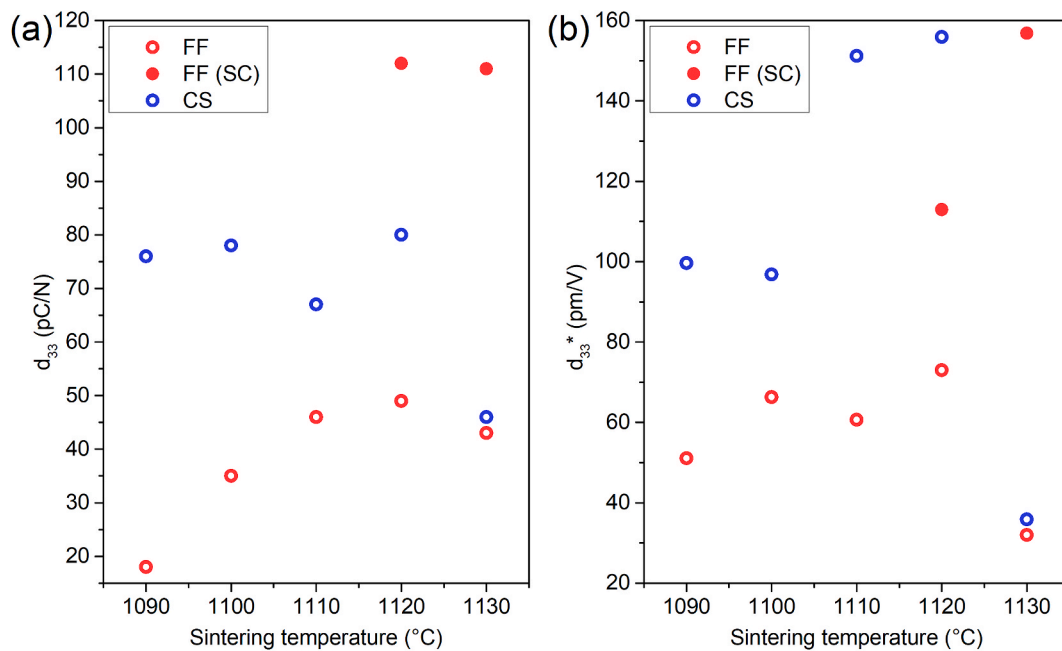 (a)
FF
FF (SC)
CS
120
110
100
90
80
70
60
50
40
30
20
d33 (pC/N)
1090 1100 1110 1120 1130
Sintering temperature (°C)
(b)
FF
FF (SC)
CS
160
140
120
100
80
60
40
20
d33* (pm/V)
1090 1100 1110 1120 1130
Sintering temperature (°C)